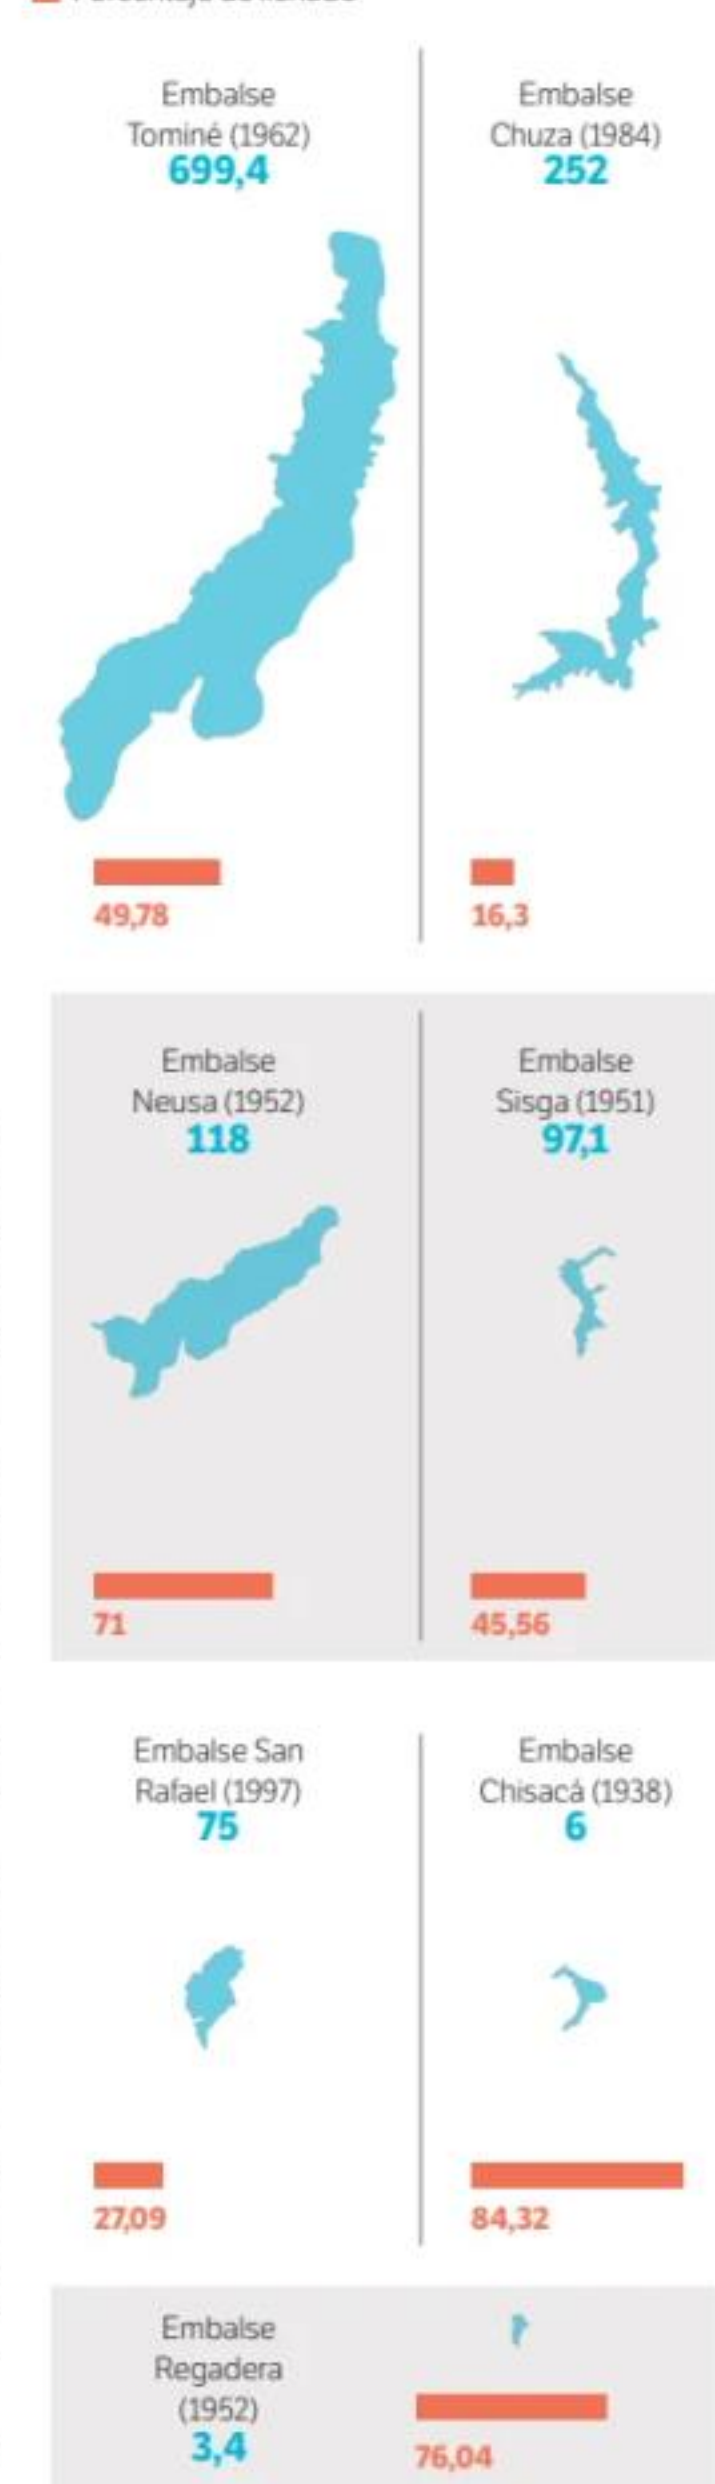 Embalse
Tominé (1962)
699,4
49,78
Embalse
Chuza (1984)
252
16,3
Embalse
Neusa (1952)
118
71
Embalse
Sisga (1951)
97,1
45,56
Embalse San
Rafael (1997)
75
27,09
Embalse
Chisacá (1938)
6
84,32
Embalse
Regadera
(1952)
3,4
76,04